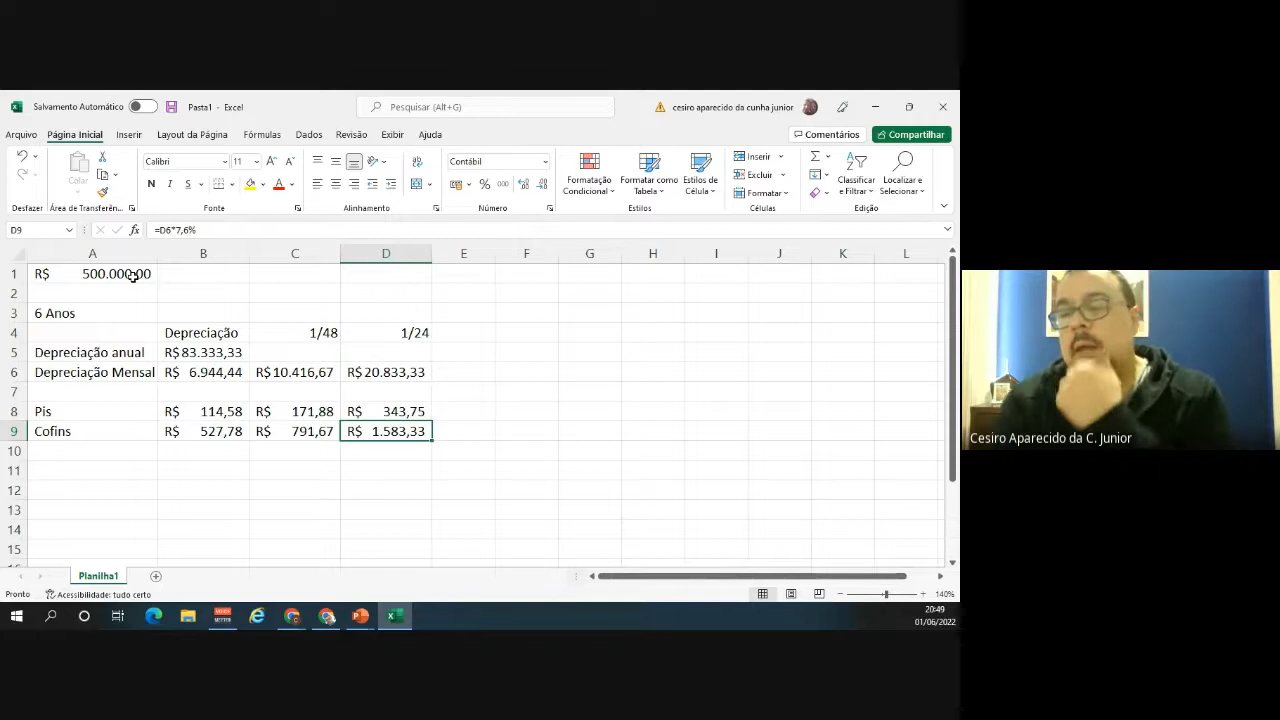 Salvamento Automático Pasta1 - Excel Pesquisar (Alt+G) cesiro aparecido da cunha junior
Arquivo Página Inicial Inserir Layout da Página Fórmulas Dados Revisão Exibir Ajuda Comentários Compartilhar
Colar Calibri 11 Contábil Formatação Condicional Formatar como Tabela Estilos de Célula Inserir Excluir Formatar Classificar e Filtrar Localizar e Selecionar
N I S % 000
Desfazer Área de Transferên... Fonte Alinhamento Número Estilos Células Edição
D9 fx =D6*7,6%
A B C D E F G H I J K L
1 R$ 500.000,00
2
3 6 Anos
4 Depreciação 1/48 1/24
5 Depreciação anual R$ 83.333,33
6 Depreciação Mensal R$ 6.944,44 R$ 10.416,67 R$ 20.833,33
7
8 Pis R$ 114,58 R$ 171,88 R$ 343,75
9 Cofins R$ 527,78 R$ 791,67 R$ 1.583,33
10
11
12
13
14
15
Planilha1
Pronto Acessibilidade: tudo certo 140%
20:49
01/06/2022
Cesiro Aparecido da C. Junior